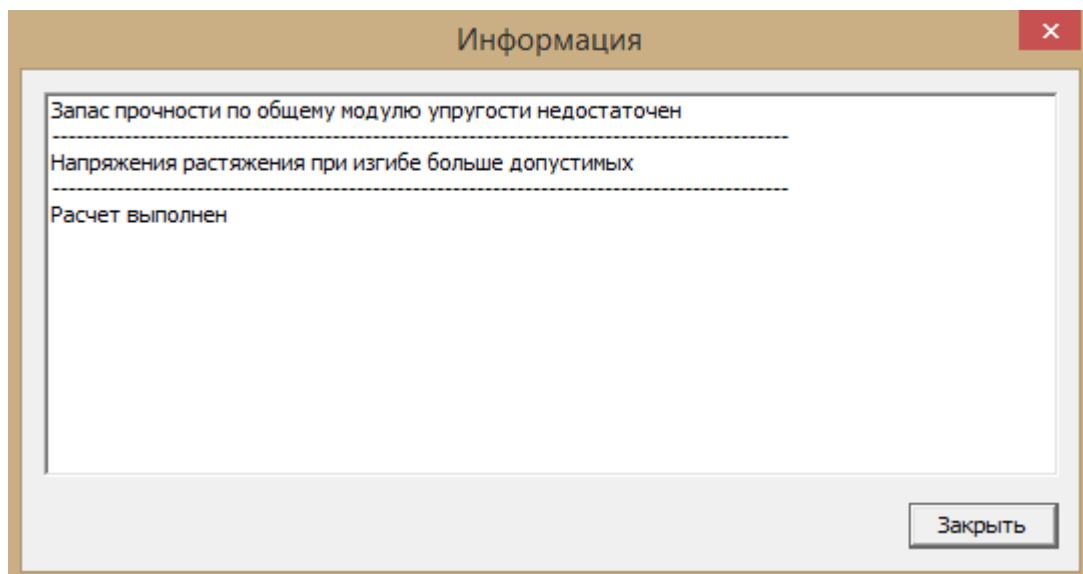 Информация
Запас прочности по общему модулю упругости недостаточен
------------------------------------------------------------------------------------------
Напряжения растяжения при изгибе больше допустимых
------------------------------------------------------------------------------------------
Расчет выполнен
Закрыть